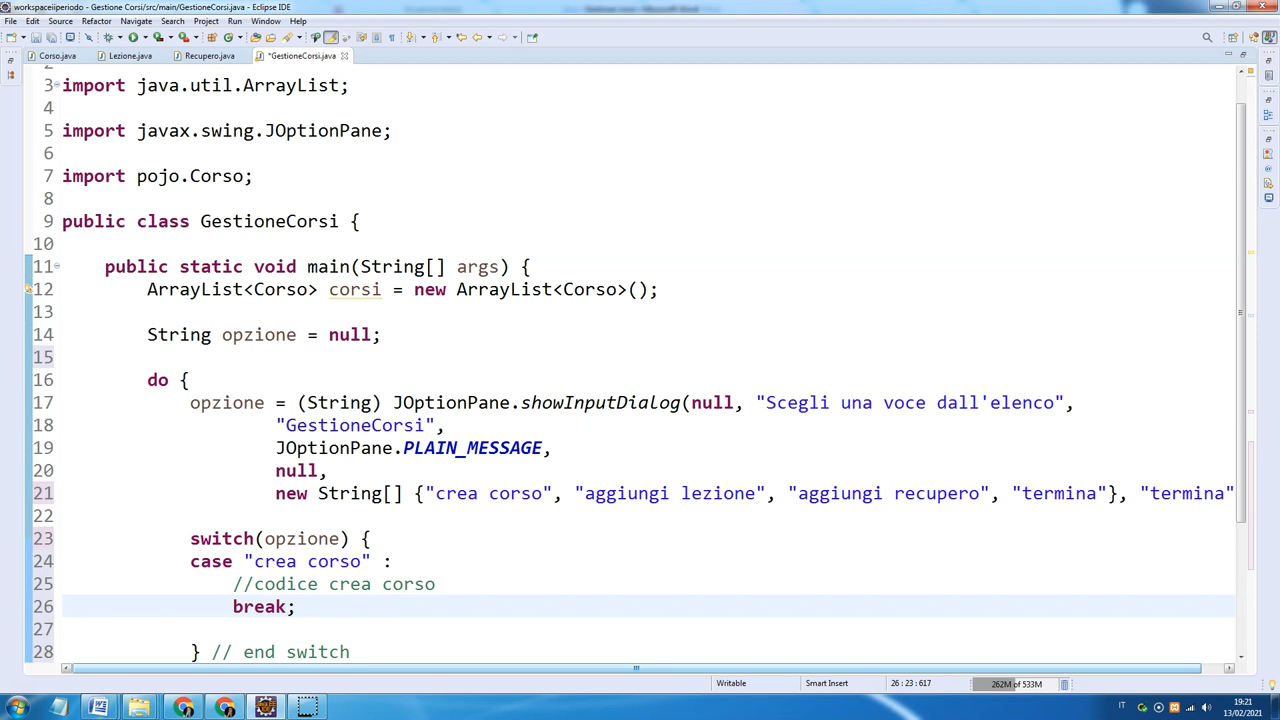 workspaceiiperiodo - Gestione Corsi/src/main/GestioneCorsi.java - Eclipse IDE
File Edit Source Refactor Navigate Search Project Run Window Help
Corso.java Lezione.java Recupero.java *GestioneCorsi.java
3 import java.util.ArrayList;
4
5 import javax.swing.JOptionPane;
6
7 import pojo.Corso;
8
9 public class GestioneCorsi {
10
11 public static void main(String[] args) {
12 ArrayList<Corso> corsi = new ArrayList<Corso>();
13
14 String opzione = null;
15
16 do {
17 opzione = (String) JOptionPane.showInputDialog(null, "Scegli una voce dall'elenco",
18 "GestioneCorsi",
19 JOptionPane.PLAIN_MESSAGE,
20 null,
21 new String[] {"crea corso", "aggiungi lezione", "aggiungi recupero", "termina"}, "termina"
22
23 switch(opzione) {
24 case "crea corso" :
25 //codice crea corso
26 break;
27
28 } // end switch
Writable Smart Insert 26 : 23 : 617 262M of 533M
IT 19:21
13/02/2021